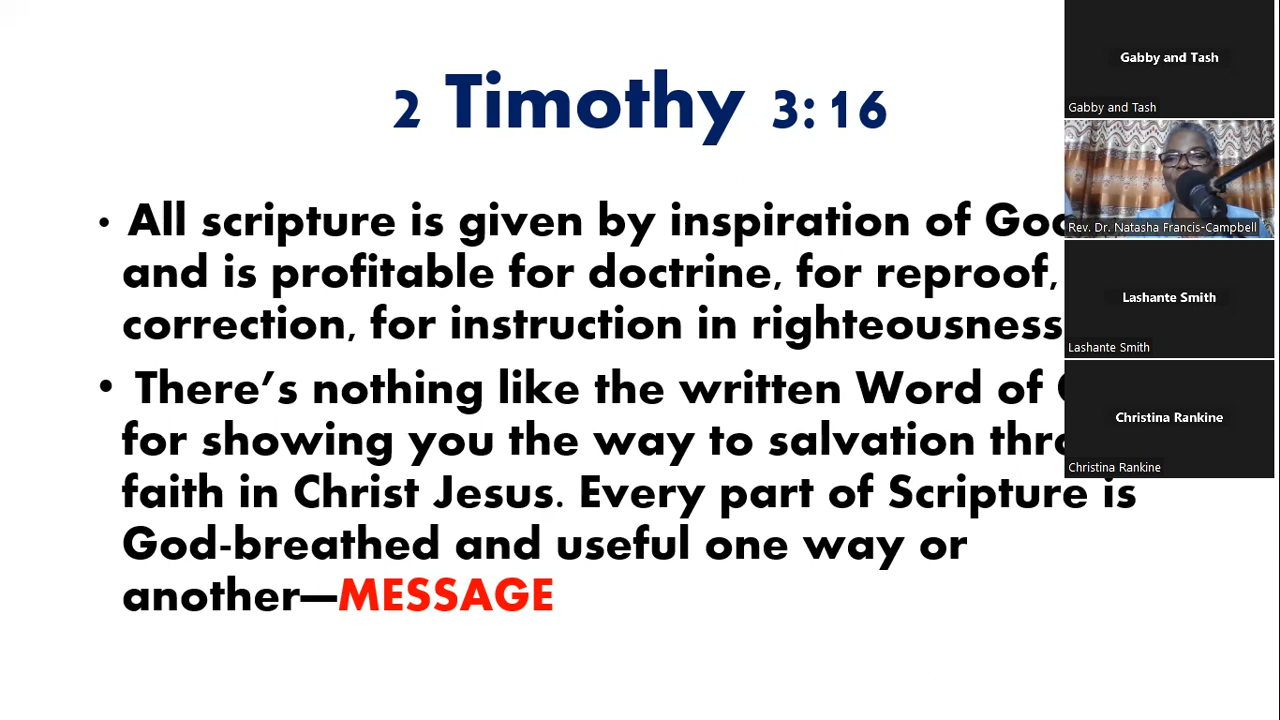 2 Timothy 3:16
• All scripture is given by inspiration of
and is profitable for doctrine, for reproof,
correction, for instruction in righteousness
• There’s nothing like the written Word of
for showing you the way to salvation
faith in Christ Jesus. Every part of Scripture is
God-breathed and useful one way or
another—MESSAGE
Gabby and Tash
Gabby and Tash
Rev. Dr. Natasha Francis-Campbell
Lashante Smith
Lashante Smith
Christina Rankine
Christina Rankine